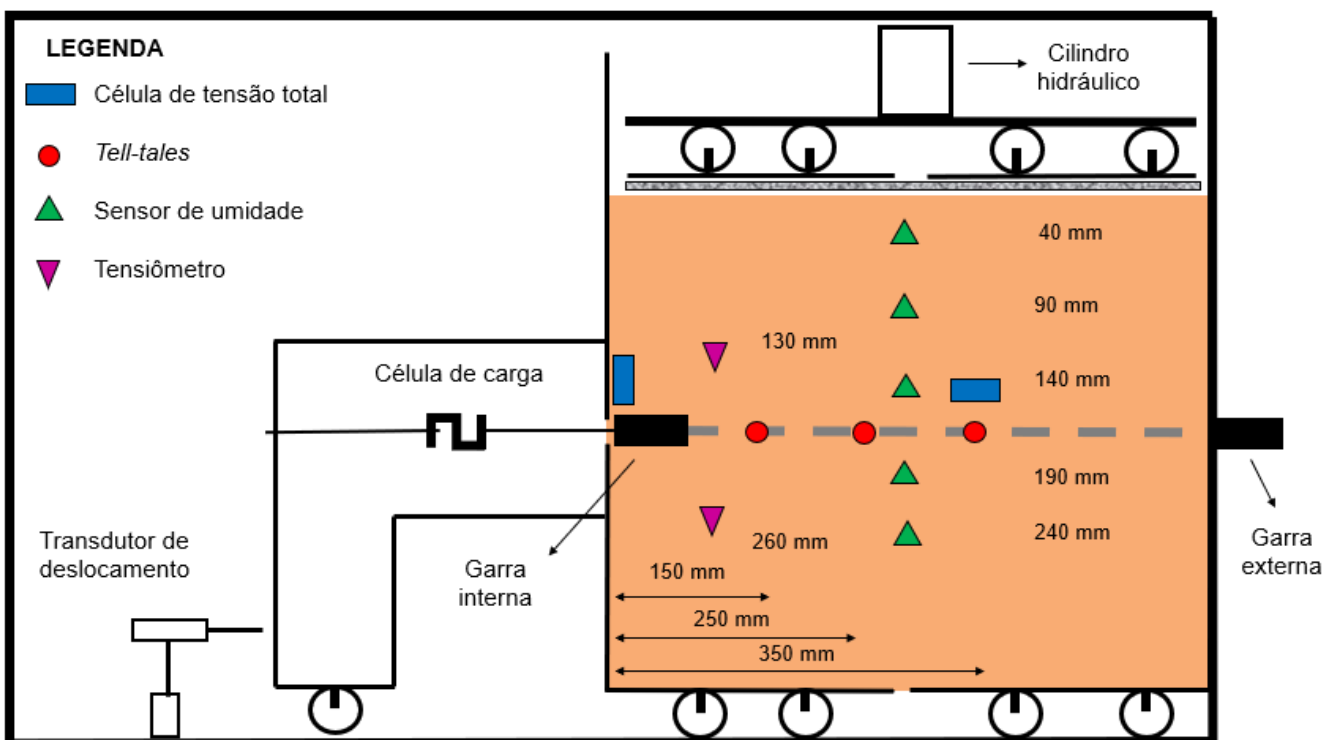 LEGENDA
Célula de tensão total
Tell-tales
Sensor de umidade
Tensiômetro
Cilindro
hidráulico
40 mm
90 mm
130 mm
140 mm
Célula de carga
190 mm
240 mm
260 mm
Transdutor de
deslocamento
Garra
interna
Garra
externa
150 mm
250 mm
350 mm